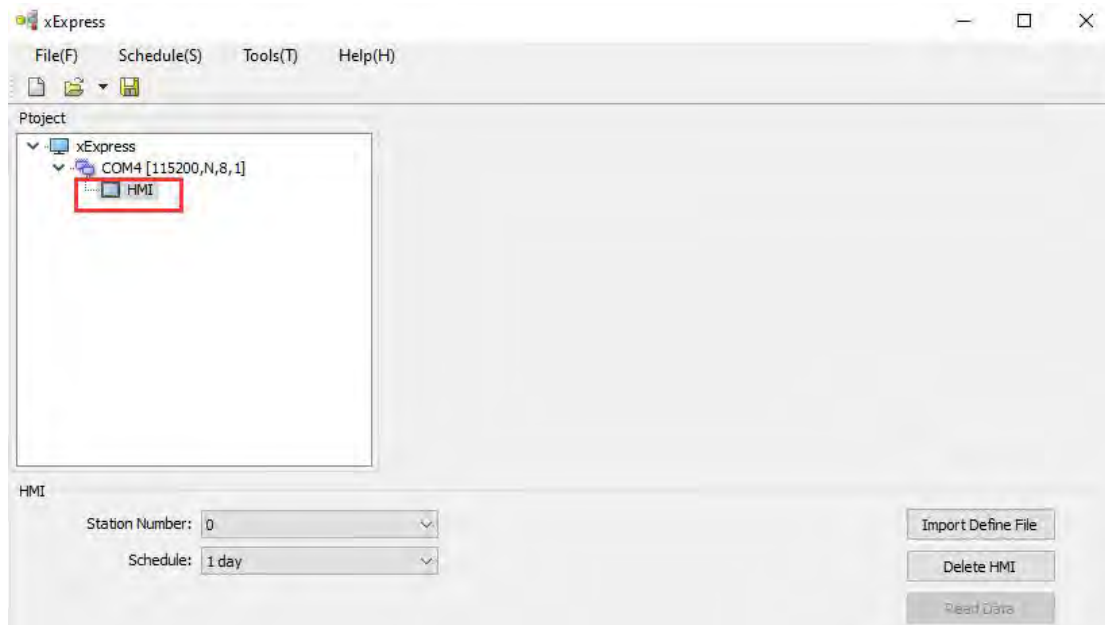 xExpress
File(F) Schedule(S) Tools(T) Help(H)
Ptoject
xExpress
COM4 [115200,N,8,1]
HMI
HMI
Station Number: 0
Import Define File
Schedule: 1 day
Delete HMI
Read Data